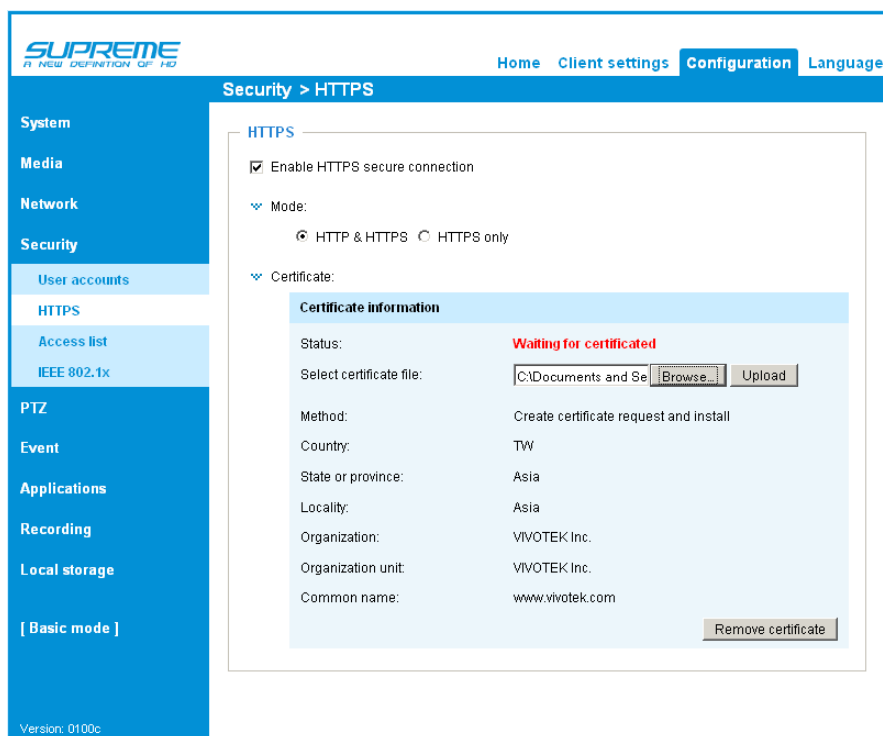 SUPREME
A NEW DEFINITION OF HD
Home Client settings Configuration Language
Security > HTTPS
System
Media
Network
Security
User accounts
HTTPS
Access list
IEEE 802.1x
PTZ
Event
Applications
Recording
Local storage
[ Basic mode ]
Version: 0100c
HTTPS
Enable HTTPS secure connection
Mode:
HTTP & HTTPS HTTPS only
Certificate:
Certificate information
Status: Waiting for certificated
Select certificate file: C:\Documents and Se Browse... Upload
Method: Create certificate request and install
Country: TW
State or province: Asia
Locality: Asia
Organization: VIVOTEK Inc.
Organization unit: VIVOTEK Inc.
Common name: www.vivotek.com
Remove certificate